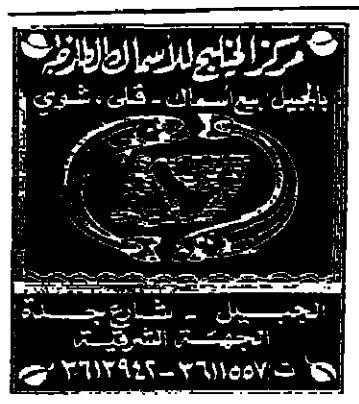 مركز الخليج للأسماك الطازجة
بالجبيل بيع أسماك - قلي، شوي
الجبيل - شارع جدة
الجهة الشرقية
ت: ٣٦١١٥٥٧ - ٣٦١٣٩٤٢